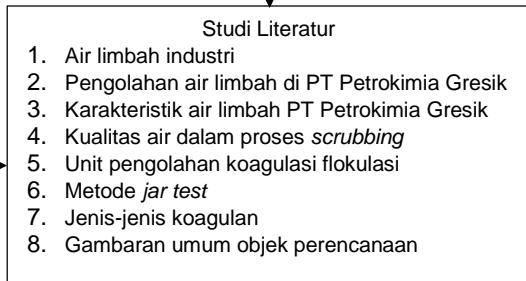 Studi Literatur
1. Air limbah industri
2. Pengolahan air limbah di PT Petrokimia Gresik
3. Karakteristik air limbah PT Petrokimia Gresik
4. Kualitas air dalam proses scrubbing
5. Unit pengolahan koagulasi flokulasi
6. Metode jar test
7. Jenis-jenis koagulan
8. Gambaran umum objek perencanaan